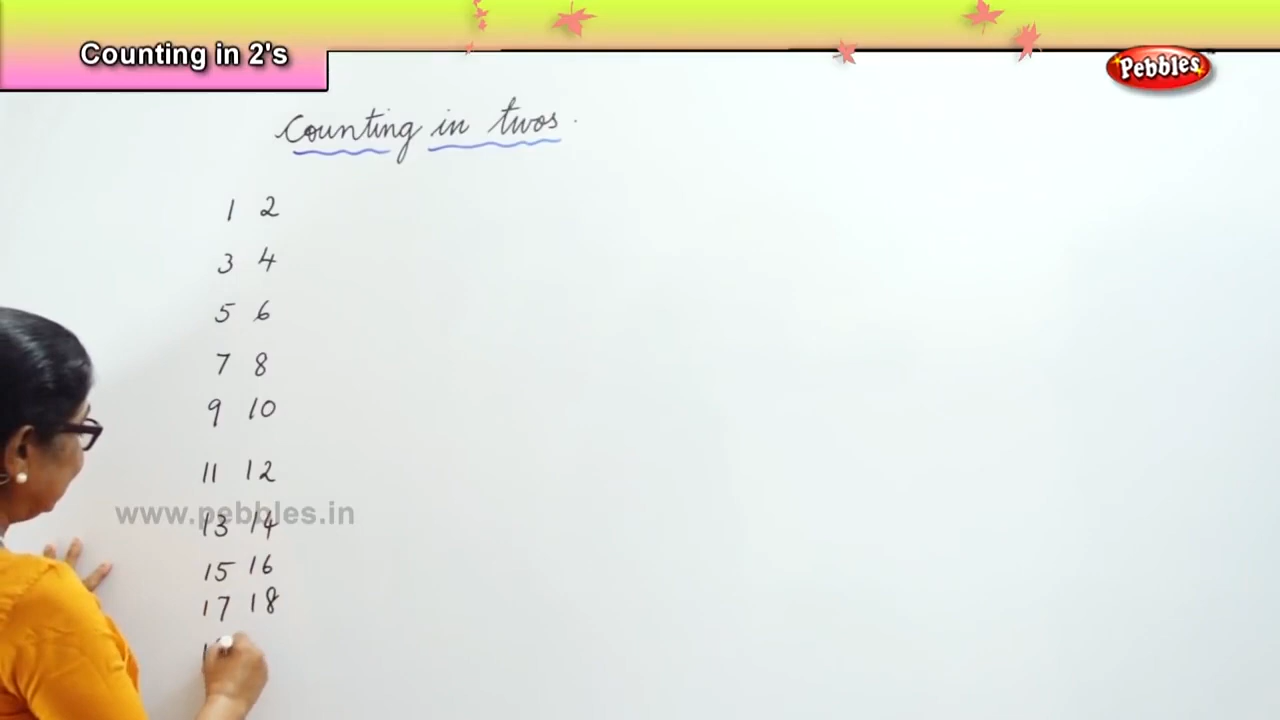 Counting in 2's
Pebbles
Counting in twos.
1 2
3 4
5 6
7 8
9 10
11 12
www.pebbles.in
13 14
15 16
17 18